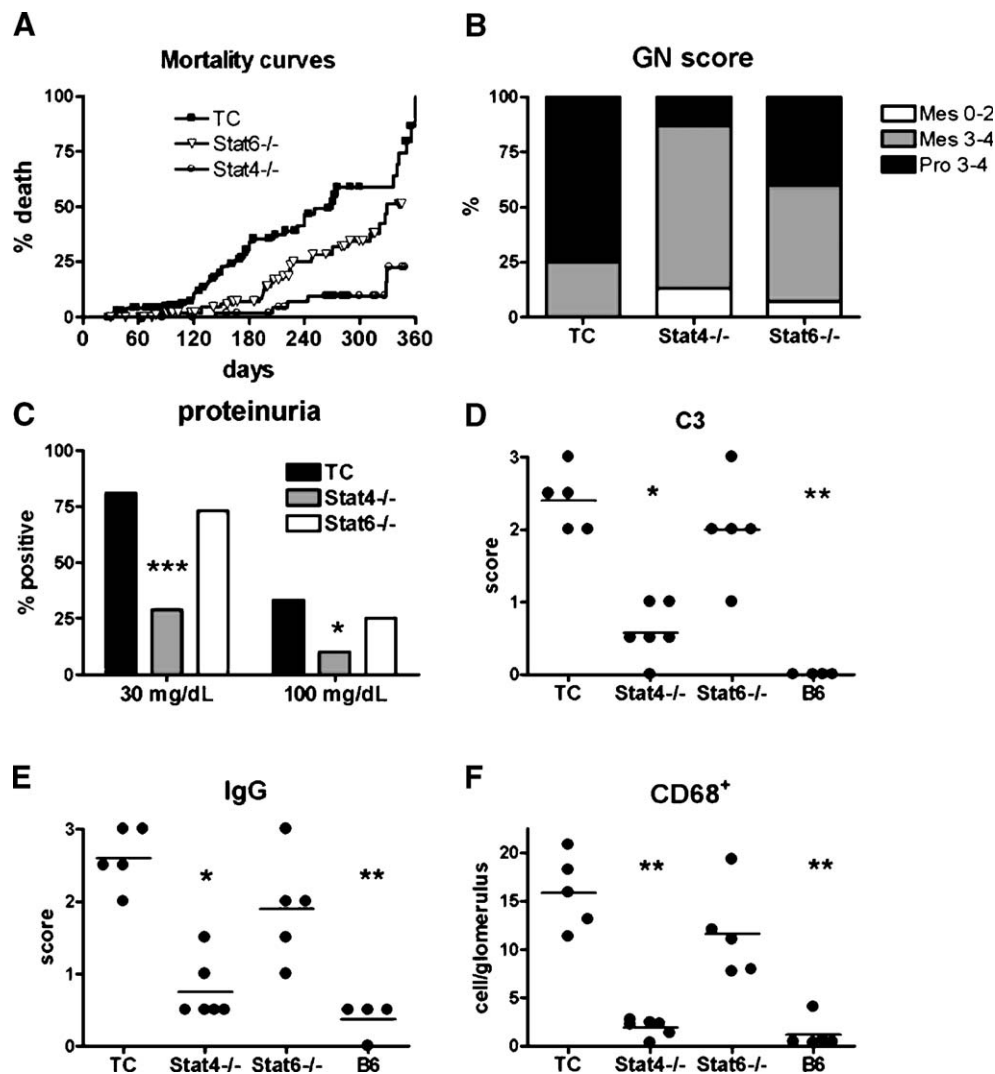 A
Mortality curves
100
75
50
25
0
% death
TC
Stat6-/-
Stat4-/-
0 60 120 180 240 300 360
days
B
GN score
100
75
50
25
0
%
Mes 0-2
Mes 3-4
Pro 3-4
TC Stat4-/- Stat6-/-
C
proteinuria
100
75
50
25
0
% positive
TC
Stat4-/-
Stat6-/-
***
*
30 mg/dL 100 mg/dL
D
C3
3
2
1
0
score
* **
TC Stat4-/- Stat6-/- B6
E
IgG
3
2
1
0
score
* **
TC Stat4-/- Stat6-/- B6
F
CD68+
20
15
10
5
0
cell/glomerulus
** **
TC Stat4-/- Stat6-/- B6